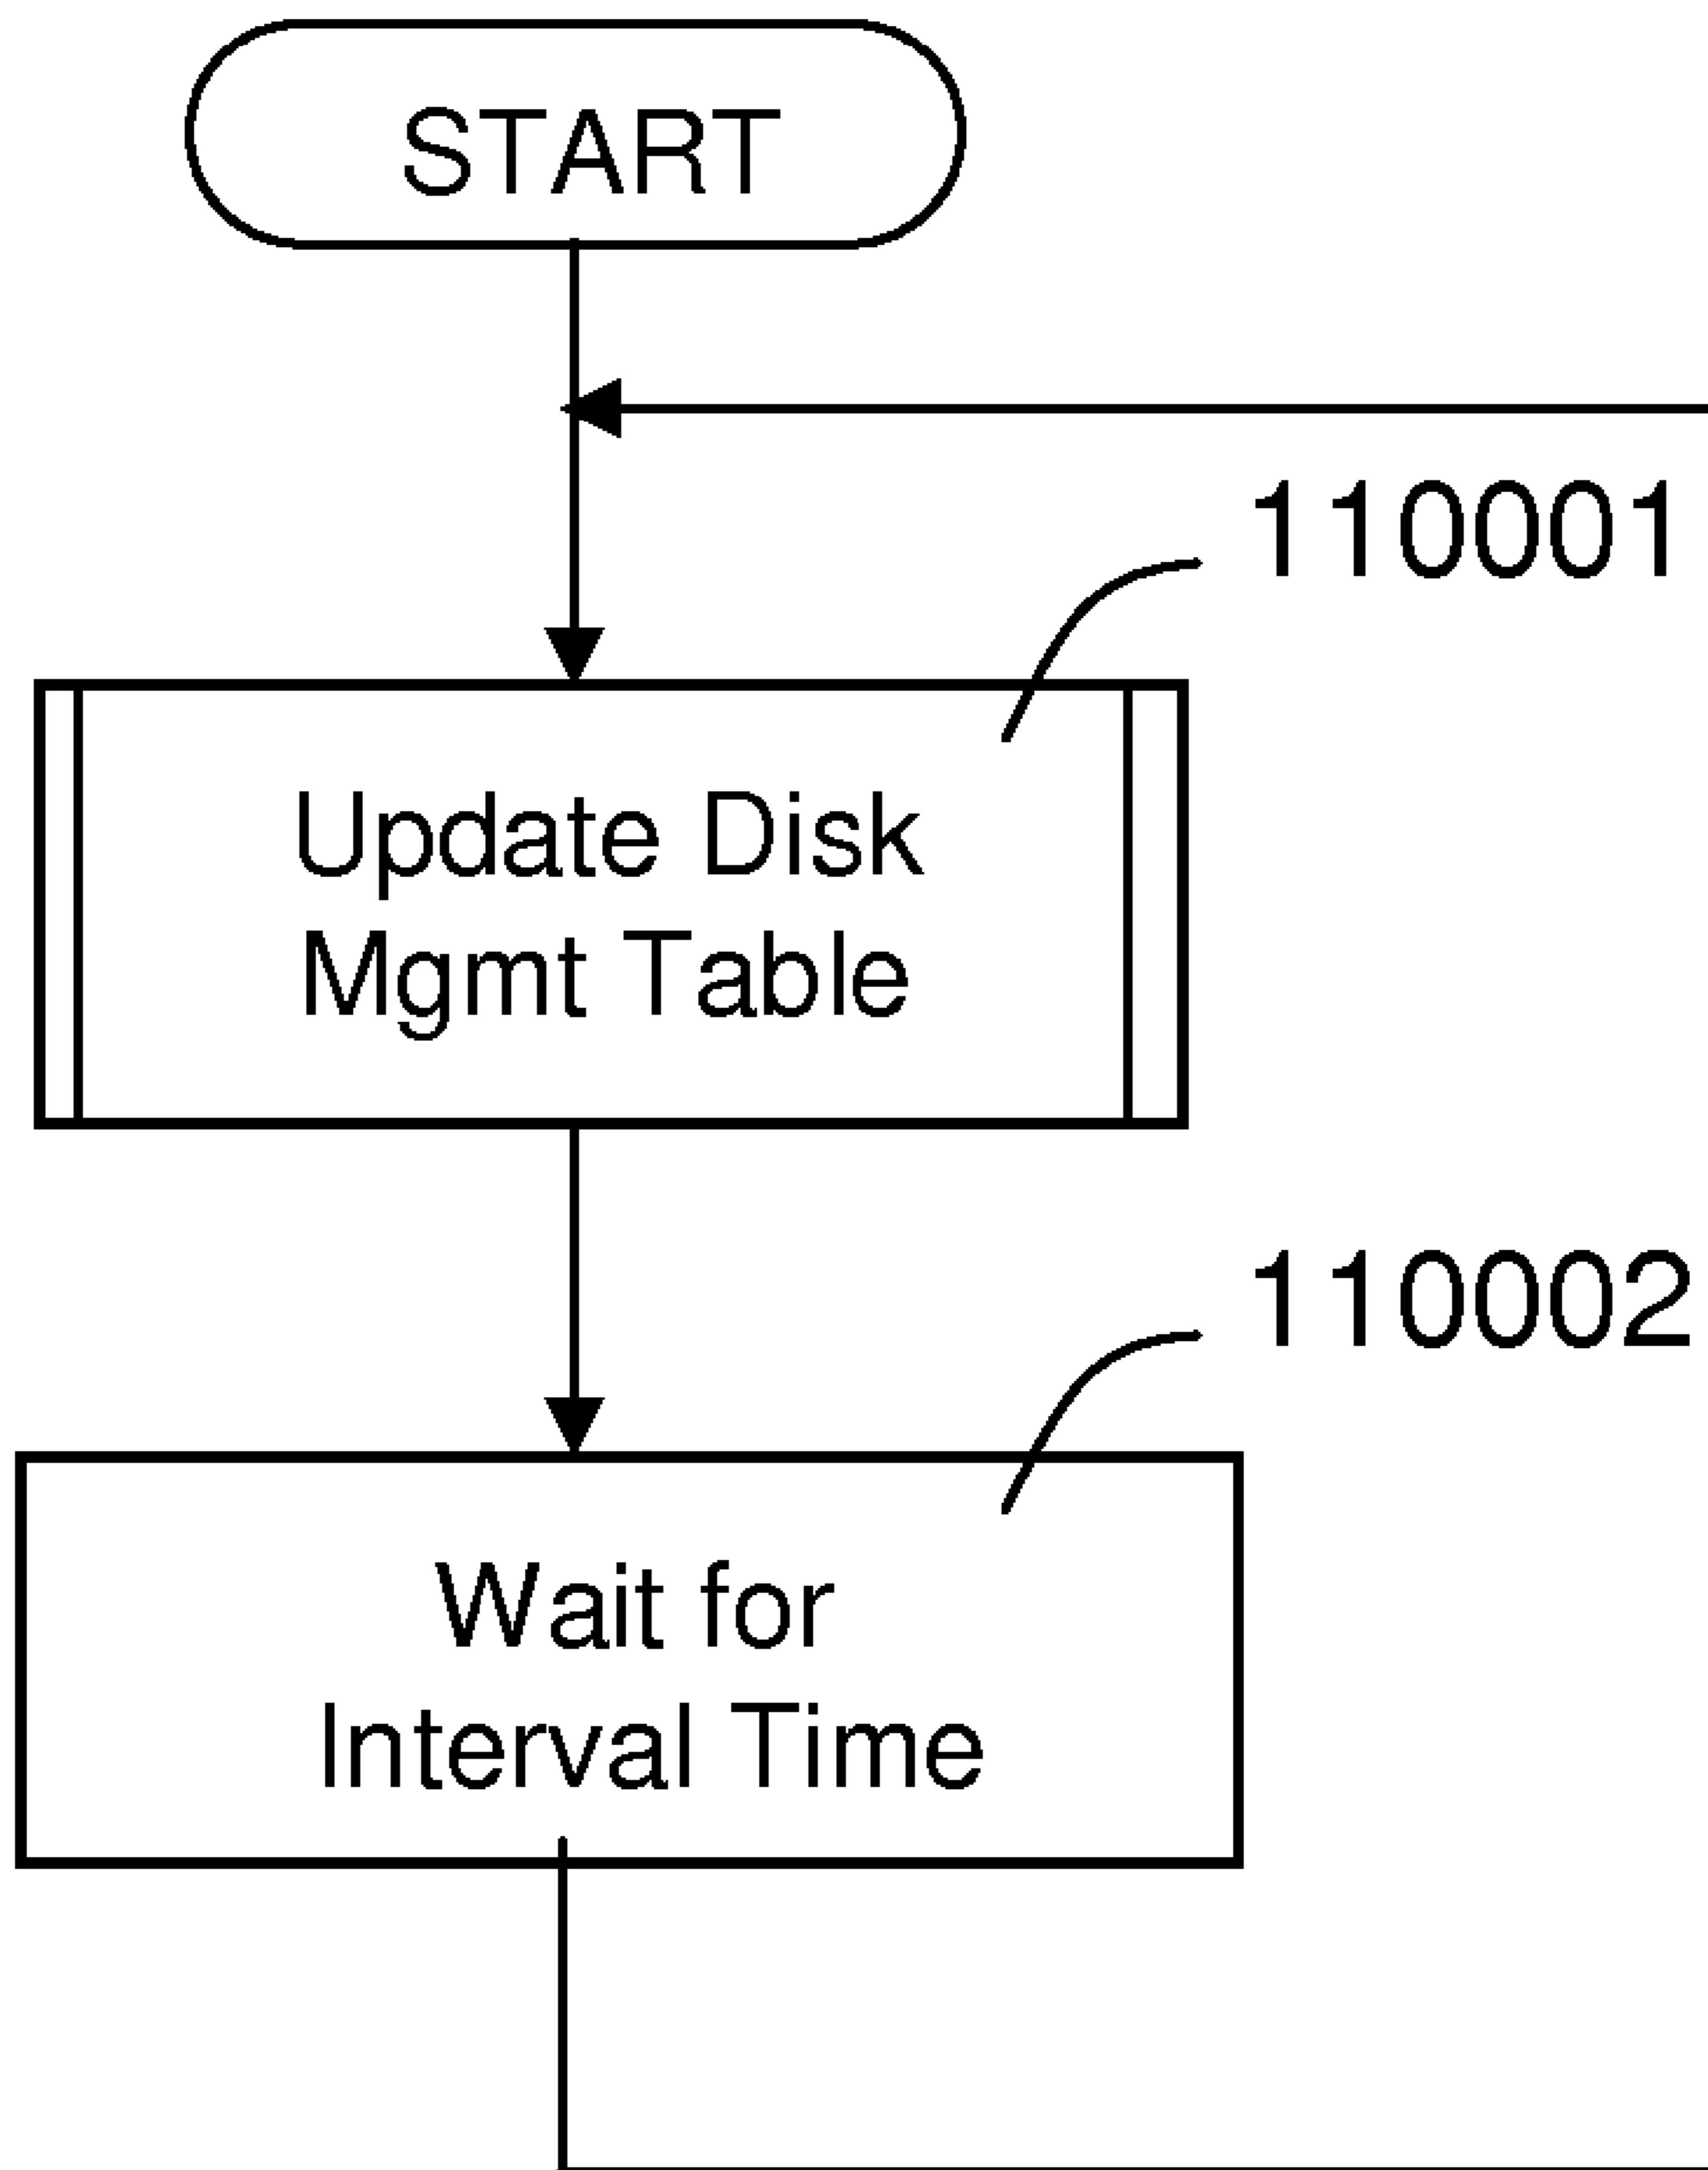 START
110001
Update Disk
Mgmt Table
110002
Wait for
Interval Time